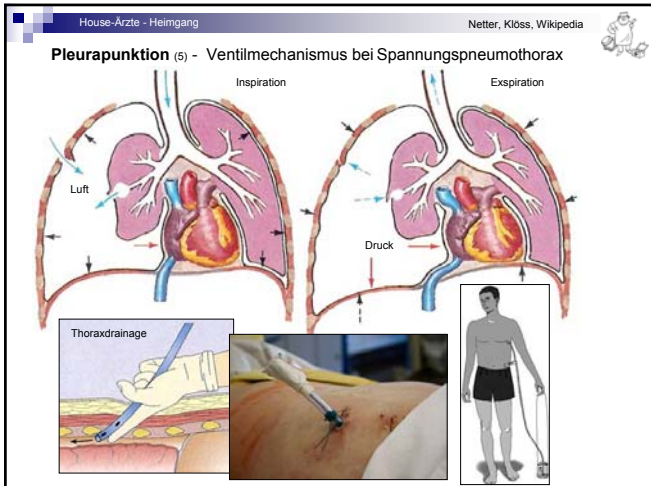 House-Ärzte - Heimgang
Netter, Klöss, Wikipedia
Pleurapunktion (5) - Ventilmechanismus bei Spannungspneumothorax
Inspiration
Exspiration
Luft
Druck
Thoraxdrainage